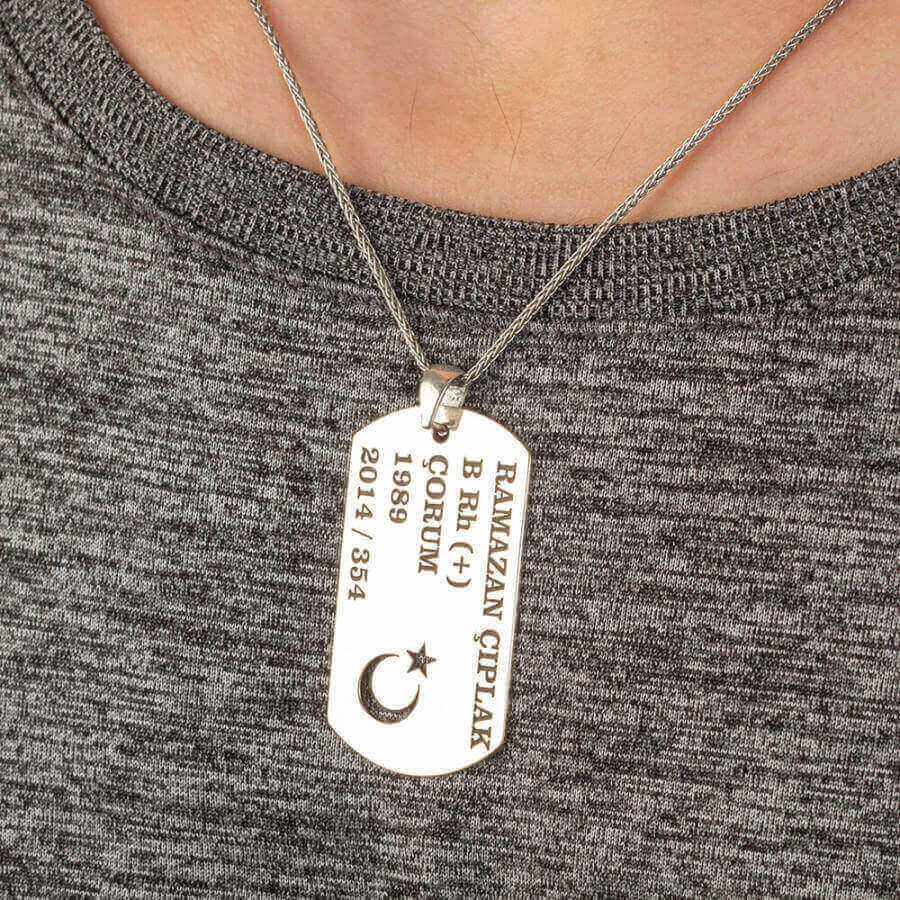 RAMAZAN ÇIPLAK
B Rh (+)
ÇORUM
1989
2014 / 354